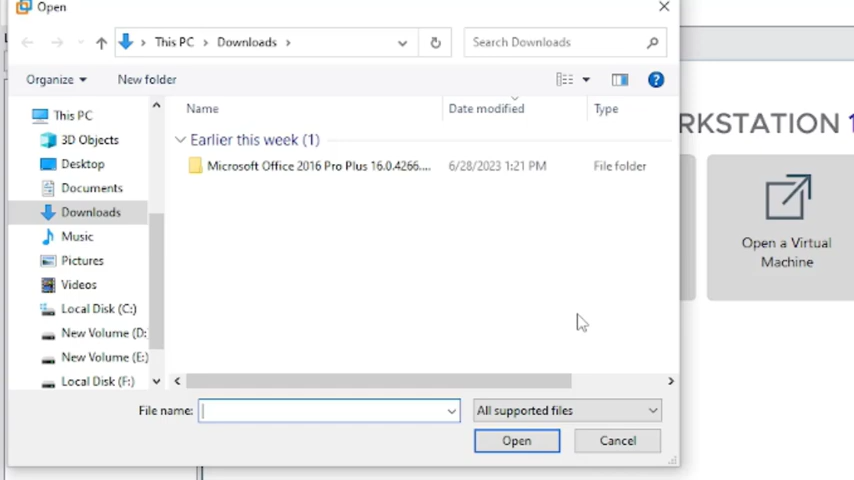 Open
This PC
Downloads
Search Downloads
Organize
New folder
Name
Date modified
Type
This PC
3D Objects
Desktop
Documents
Downloads
Music
Pictures
Videos
Local Disk (C:)
New Volume (D:
New Volume (E:)
Local Disk (F:)
Earlier this week (1)
Microsoft Office 2016 Pro Plus 16.0.4266....
6/28/2023 1:21 PM
File folder
RKSTATION 1
Open a Virtual
Machine
File name:
All supported files
Open
Cancel